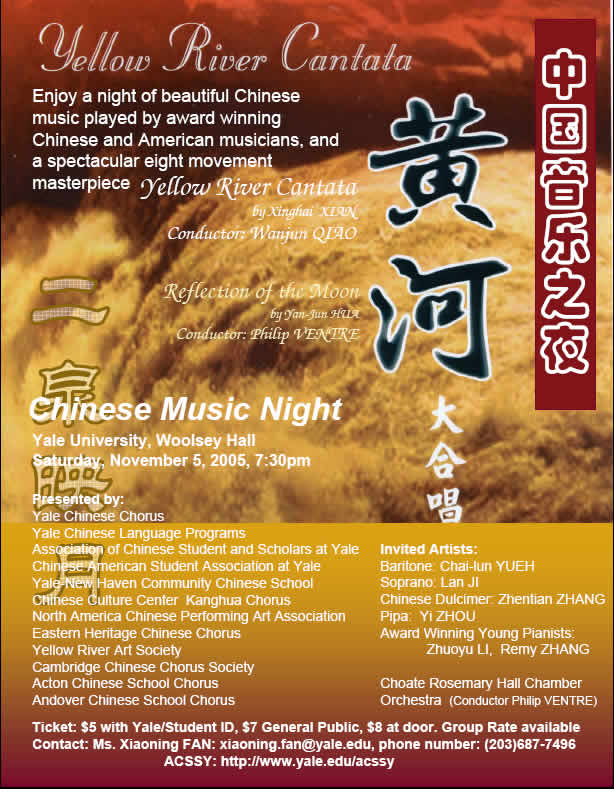 Yellow River Cantata
Enjoy a night of beautiful Chinese
music played by award winning
Chinese and American musicians, and
a spectacular eight movement
masterpiece Yellow River Cantata
by Xinghai XIAN
Conductor: Wanjun QIAO
Reflection of the Moon
by Yan-Jun HUA
Conductor: Philip VENTRE
中国音乐之夜
黄河
大合唱
二泉映月
Chinese Music Night
Yale University, Woolsey Hall
Saturday, November 5, 2005, 7:30pm
Presented by:
Yale Chinese Chorus
Yale Chinese Language Programs
Association of Chinese Student and Scholars at Yale
Chinese American Student Association at Yale
Yale-New Haven Community Chinese School
Chinese Culture Center Kanghua Chorus
North America Chinese Performing Art Association
Eastern Heritage Chinese Chorus
Yellow River Art Society
Cambridge Chinese Chorus Society
Acton Chinese School Chorus
Andover Chinese School Chorus
Invited Artists:
Baritone: Chai-lun YUEH
Soprano: Lan JI
Chinese Dulcimer: Zhentian ZHANG
Pipa: Yi ZHOU
Award Winning Young Pianists:
Zhuoyu LI, Remy ZHANG
Choate Rosemary Hall Chamber
Orchestra (Conductor Philip VENTRE)
Ticket: $5 with Yale/Student ID, $7 General Public, $8 at door. Group Rate available
Contact: Ms. Xiaoning FAN: xiaoning.fan@yale.edu, phone number: (203)687-7496
ACSSY: http://www.yale.edu/acssy